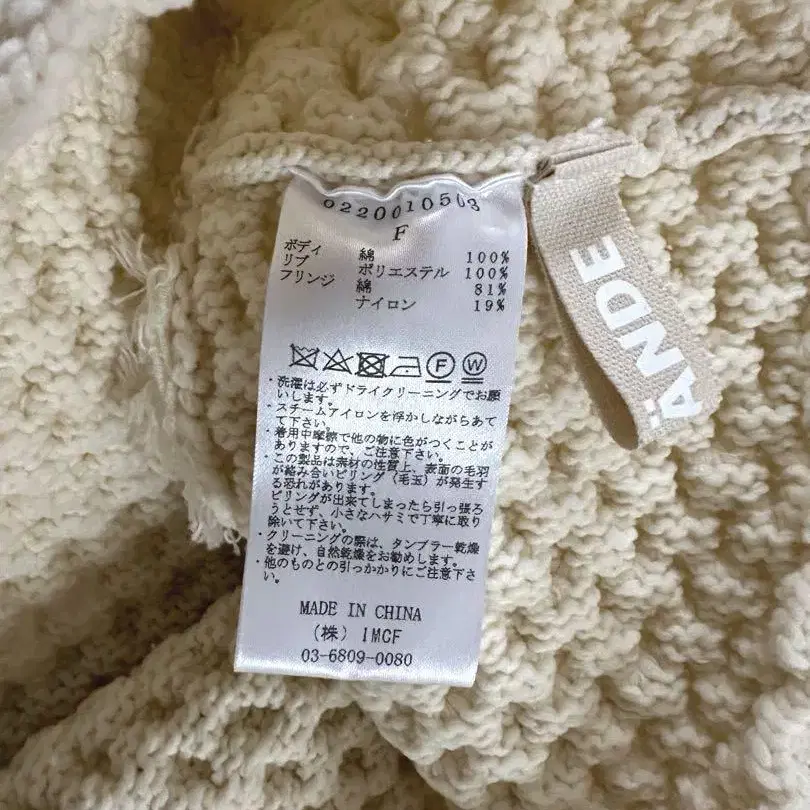 0220010503
F
ボディ 綿 100%
リブ ポリエステル 100%
フリンジ 綿 81%
ナイロン 19%
F W
・洗濯は必ずドライクリーニングでお願
いします。
・スチームアイロンを浮かしながらあて
て下さい。
・着用中摩擦で他の物に色がつくことが
ありますので、ご注意下さい。
・この製品は素材の性質上、表面の毛羽
が絡み合いピリング（毛玉）が発生す
る恐れがあります。
ピリングが出来てしまったら引っ張ろ
うとせず、小さなハサミで丁寧に取り
除いて下さい。
・クリーニングの際は、タンブラー乾燥
を避け、自然乾燥をお勧めします。
・他のものとの引っかかりにご注意下さ
い。
MADE IN CHINA
（株）IMCF
03-6809-0080
ÄNDE